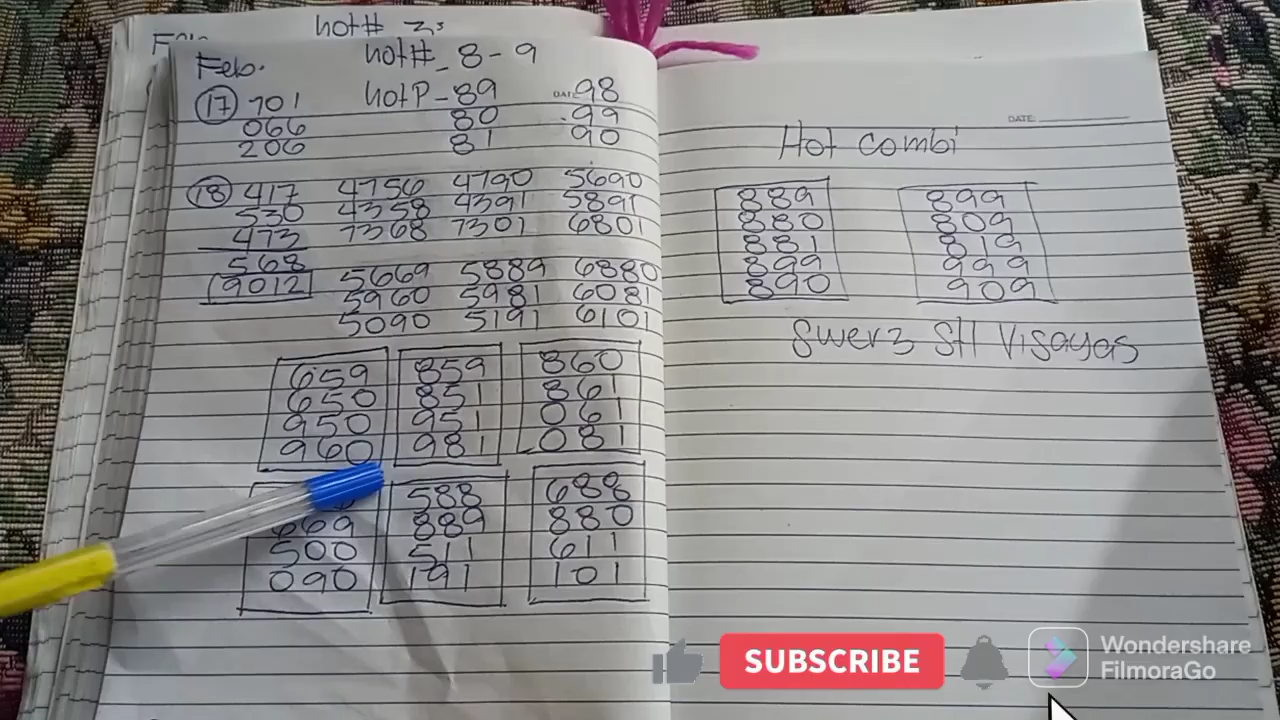 hot#
Feb. hot#_ 8-9
17 701 hotP-89 DATE 98
066 80 99
206 81 90
18 417 4756 4790 5690
530 4358 4391 5891
473 7368 7301 6801
568
9012 5669 5889 6880
5960 5981 6081
5090 5191 6101
659 859 860
650 851 861
950 951 061
960 981 081
588 688
669 889 880
500 511 611
090 191 101
DATE:
Hot combi
889 899
880 809
881 819
899 999
890 909
Swer3 Stl Visayas
SUBSCRIBE
Wondershare
FilmoraGo